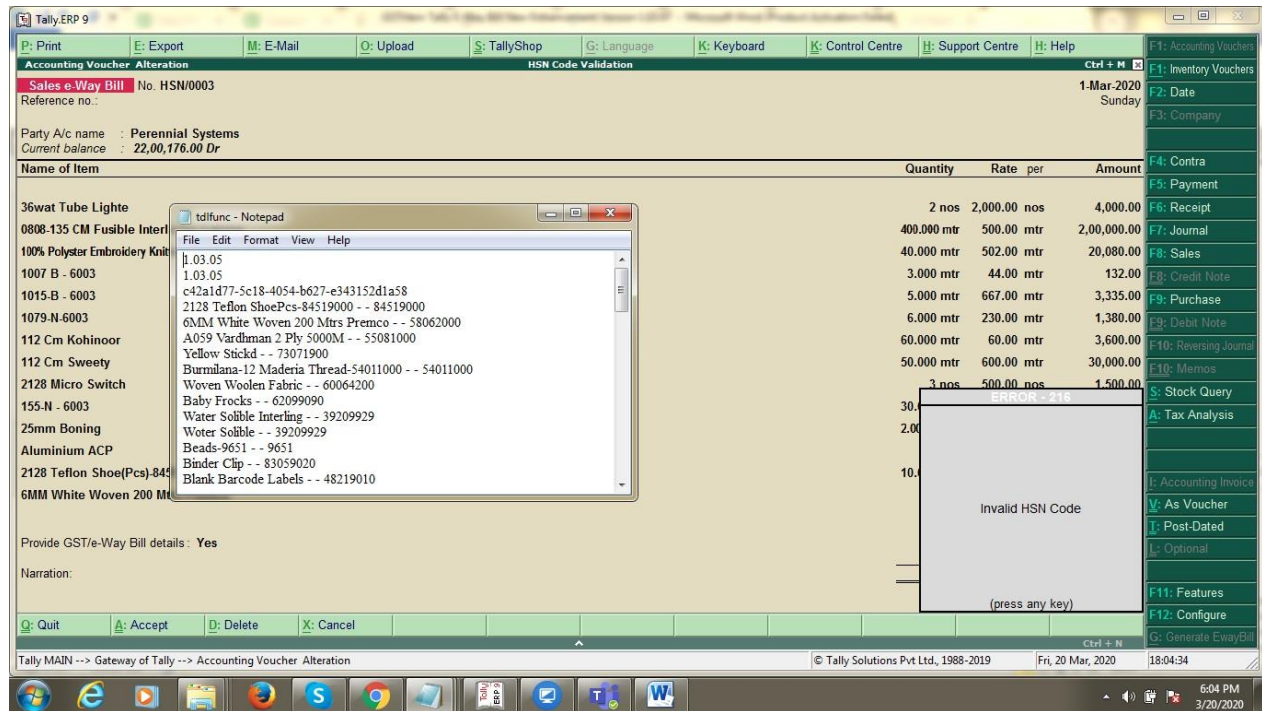 Tally.ERP 9
P: Print E: Export M: E-Mail O: Upload S: TallyShop G: Language K: Keyboard K: Control Centre H: Support Centre H: Help
Accounting Voucher Alteration HSN Code Validation Ctrl + M
Sales e-Way Bill No. HSN/0003 1-Mar-2020
Reference no.: Sunday
Party A/c name : Perennial Systems
Current balance : 22,00,176.00 Dr
Name of Item Quantity Rate per Amount
36wat Tube Lighte 2 nos 2,000.00 nos 4,000.00
0808-135 CM Fusible Interl 400.000 mtr 500.00 mtr 2,00,000.00
100% Polyster Embroidery Knit 40.000 mtr 502.00 mtr 20,080.00
1007 B - 6003 3.000 mtr 44.00 mtr 132.00
1015-B - 6003 5.000 mtr 667.00 mtr 3,335.00
1079-N-6003 6.000 mtr 230.00 mtr 1,380.00
112 Cm Kohinoor 60.000 mtr 60.00 mtr 3,600.00
112 Cm Sweety 50.000 mtr 600.00 mtr 30,000.00
2128 Micro Switch 3 nos 500.00 nos 1,500.00
155-N - 6003 30.
25mm Boning 2.00
Aluminium ACP
2128 Teflon Shoe(Pcs)-845 10.
6MM White Woven 200 Mt
Provide GST/e-Way Bill details : Yes
Narration:
tdlfunc - Notepad
File Edit Format View Help
1.03.05
1.03.05
c42a1d77-5c18-4054-b627-e343152d1a58
2128 Teflon ShoePcs-84519000 - - 84519000
6MM White Woven 200 Mtrs Premco - - 58062000
A059 Vardhman 2 Ply 5000M - - 55081000
Yellow Stickd - - 73071900
Burmilana-12 Maderia Thread-54011000 - - 54011000
Woven Woolen Fabric - - 60064200
Baby Frocks - - 62099090
Water Solible Interling - - 39209929
Woter Solible - - 39209929
Beads-9651 - - 9651
Binder Clip - - 83059020
Blank Barcode Labels - - 48219010
ERROR - 216
Invalid HSN Code
(press any key)
F1: Accounting Vouchers
F1: Inventory Vouchers
F2: Date
F3: Company
F4: Contra
F5: Payment
F6: Receipt
F7: Journal
F8: Sales
F8: Credit Note
F9: Purchase
F9: Debit Note
F10: Reversing Journal
F10: Memos
S: Stock Query
A: Tax Analysis
I: Accounting Invoice
V: As Voucher
T: Post-Dated
L: Optional
F11: Features
F12: Configure
G: Generate EwayBill
Q: Quit A: Accept D: Delete X: Cancel
Ctrl + N
Tally MAIN --> Gateway of Tally --> Accounting Voucher Alteration © Tally Solutions Pvt Ltd., 1988-2019 Fri, 20 Mar, 2020 18:04:34
6:04 PM
3/20/2020